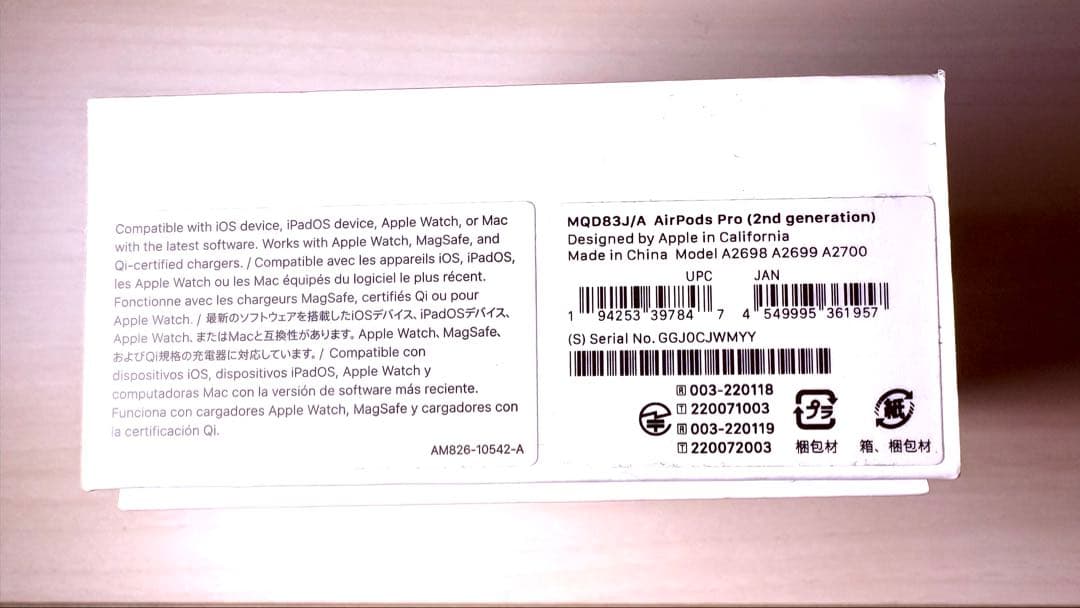 Compatible with iOS device, iPadOS device, Apple Watch, or Mac
with the latest software. Works with Apple Watch, MagSafe, and
Qi-certified chargers. / Compatible avec les appareils iOS, iPadOS,
les Apple Watch ou les Mac équipés du logiciel le plus récent.
Fonctionne avec les chargeurs MagSafe, certifiés Qi ou pour
Apple Watch. / 最新のソフトウェアを搭載したiOSデバイス、iPadOSデバイス、
Apple Watch、またはMacと互換性があります。Apple Watch、MagSafe、
およびQi規格の充電器に対応しています。/ Compatible con
dispositivos iOS, dispositivos iPadOS, Apple Watch y
computadoras Mac con la versión de software más reciente.
Funciona con cargadores Apple Watch, MagSafe y cargadores con
la certificación Qi.
AM826-10542-A
MQD83J/A AirPods Pro (2nd generation)
Designed by Apple in California
Made in China Model A2698 A2699 A2700
UPC JAN
1 94253 39784 7 4 549995 361957
(S) Serial No. GGJ0CJWMYY
R 003-220118
T 220071003
R 003-220119
T 220072003
プラ
梱包材
紙
箱、梱包材